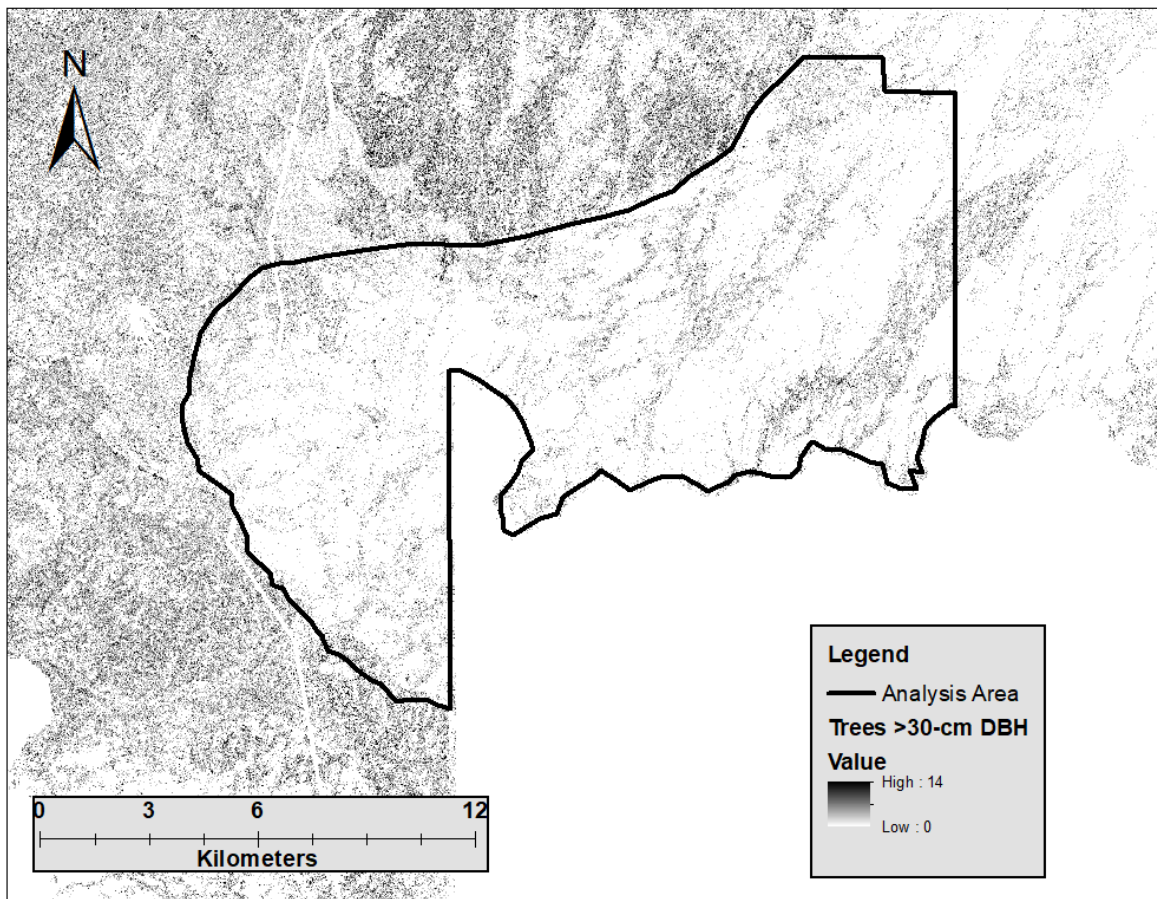 N
Legend
Analysis Area
Trees >30-cm DBH
Value
High : 14
Low : 0
0 3 6 12
Kilometers